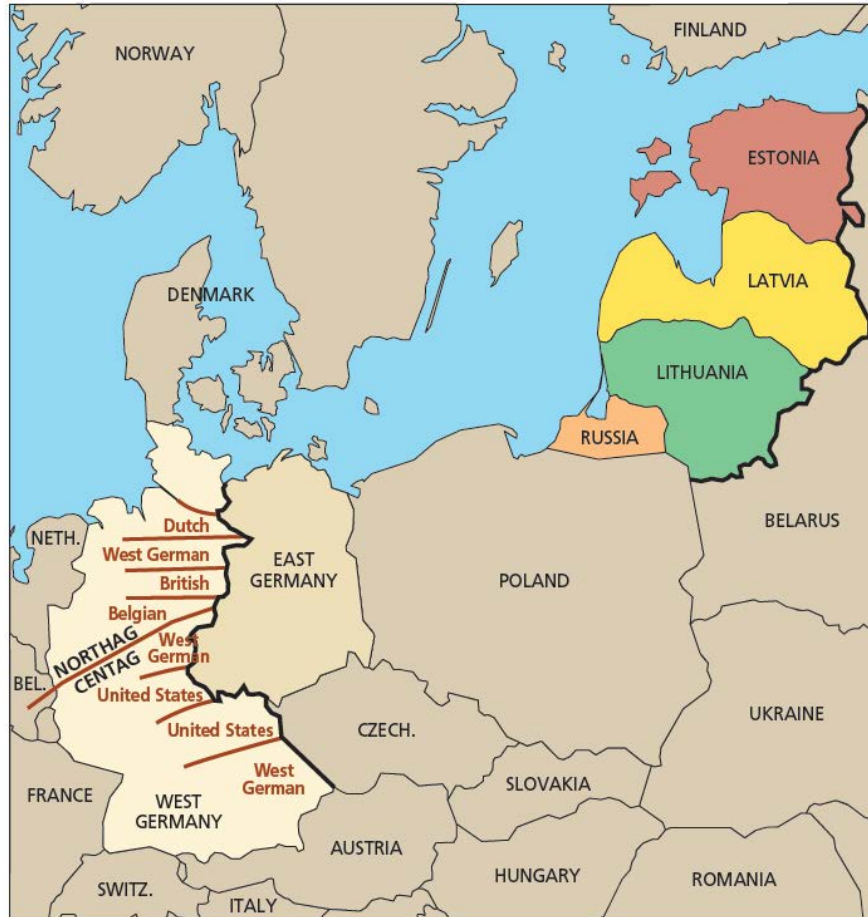 FINLAND
NORWAY
ESTONIA
LATVIA
DENMARK
LITHUANIA
RUSSIA
BELARUS
NETH.
Dutch
West German
British
Belgian
EAST
GERMANY
POLAND
NORTHAG
CENTAG
West
German
BEL.
United States
United States
West
German
CZECH.
UKRAINE
SLOVAKIA
FRANCE
WEST
GERMANY
AUSTRIA
HUNGARY
ROMANIA
SWITZ.
ITALY